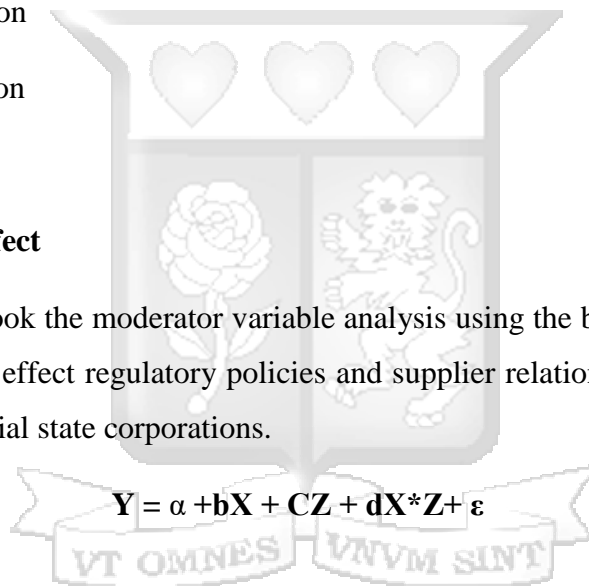 on
on
fect
ook the moderator variable analysis using the b
effect regulatory policies and supplier relation
ial state corporations.
Y = α +bX + CZ + dX*Z+ ε
VT OMNES VNVM SINT